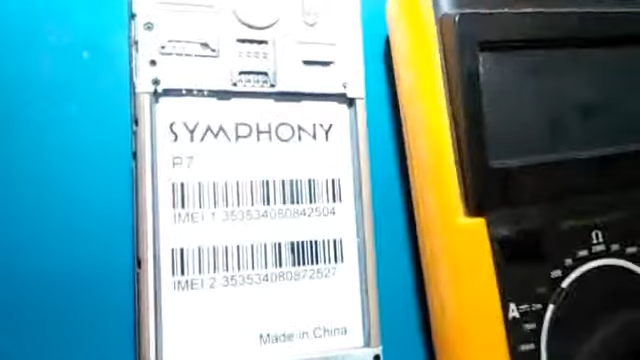 SYMPHONY
P7
IMEI 1 353534080842504
IMEI 2 353534080872527
Made in China
Ω
A